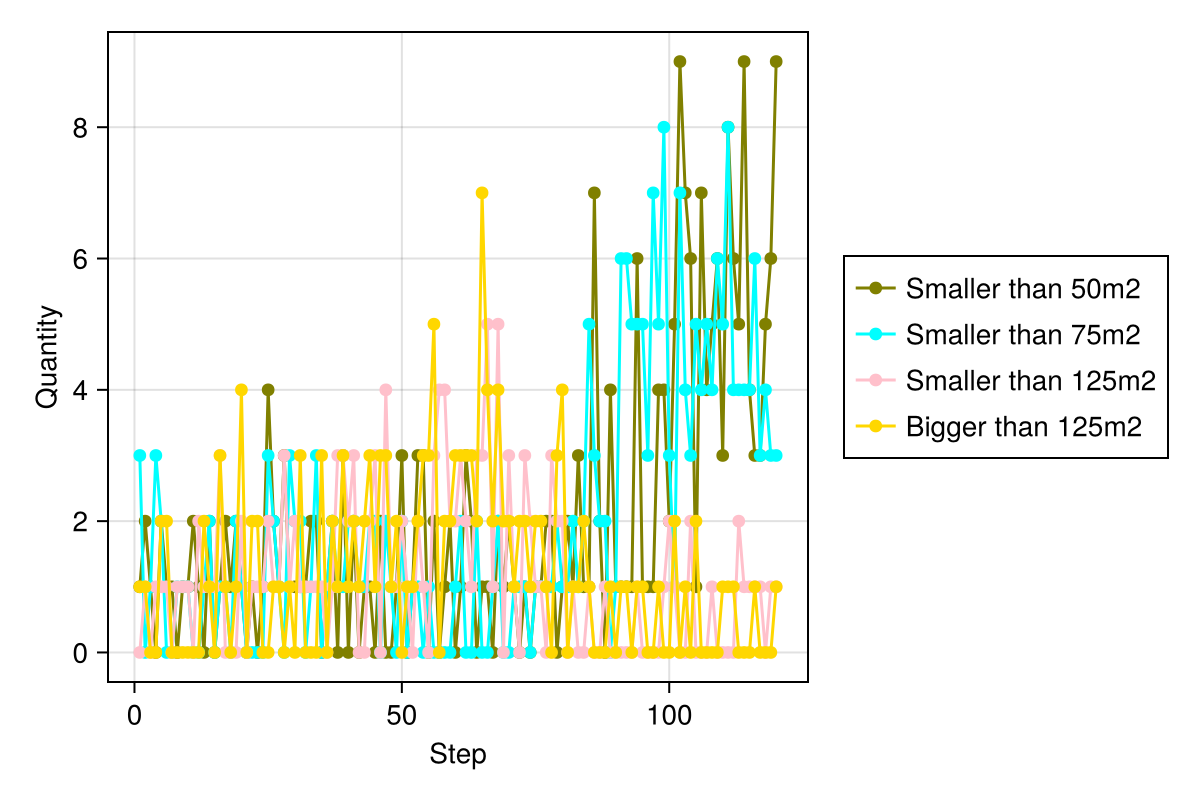 8
6
4
2
0
Quantity
0 50 100
Step
Smaller than 50m2
Smaller than 75m2
Smaller than 125m2
Bigger than 125m2